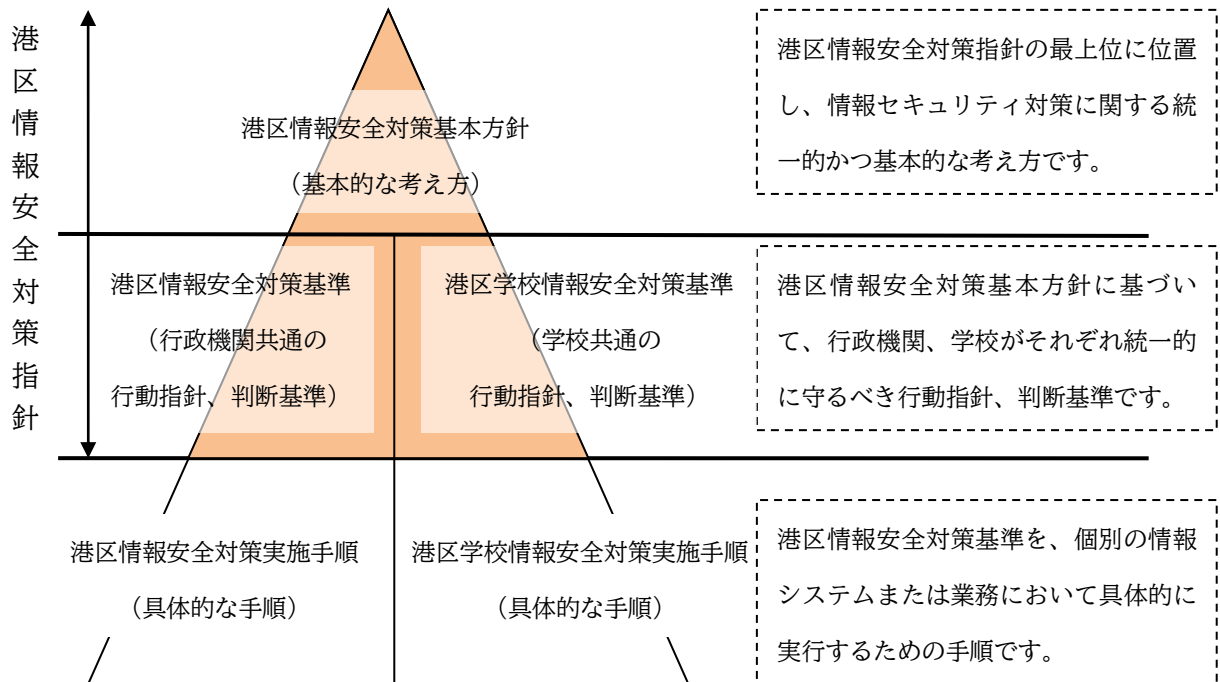 港区情報安全対策指針
港区情報安全対策基本方針
（基本的な考え方）
港区情報安全対策指針の最上位に位置
し、情報セキュリティ対策に関する統
一的かつ基本的な考え方です。
港区情報安全対策基準
（行政機関共通の
行動指針、判断基準）
港区学校情報安全対策基準
（学校共通の
行動指針、判断基準）
港区情報安全対策基本方針に基づい
て、行政機関、学校がそれぞれ統一的
に守るべき行動指針、判断基準です。
港区情報安全対策実施手順
（具体的な手順）
港区学校情報安全対策実施手順
（具体的な手順）
港区情報安全対策基準を、個別の情報
システムまたは業務において具体的に
実行するための手順です。